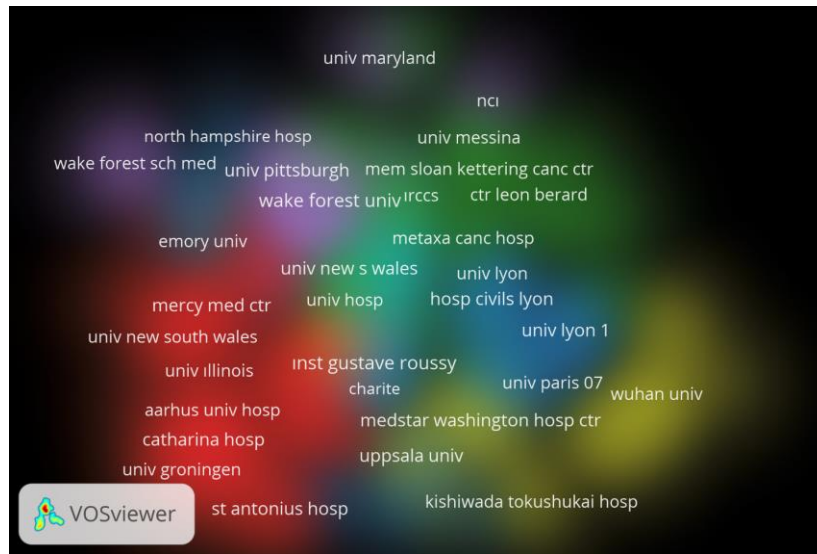 univ maryland
ncı
north hampshire hosp
univ messina
wake forest sch med
univ pittsburgh
mem sloan kettering canc ctr
wake forest univ
ırccs
ctr leon berard
emory univ
metaxa canc hosp
univ new s wales
univ lyon
mercy med ctr
univ hosp
hosp civils lyon
univ new south wales
univ lyon 1
univ ıllinois
ınst gustave roussy
charite
univ paris 07
wuhan univ
aarhus univ hosp
medstar washington hosp ctr
catharina hosp
uppsala univ
univ groningen
st antonius hosp
kishiwada tokushukai hosp
VOSviewer